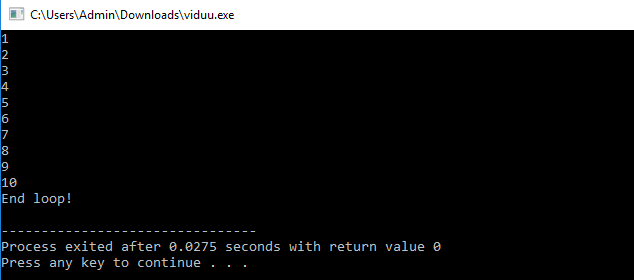 C:\Users\Admin\Downloads\viduu.exe
1
2
3
4
5
6
7
8
9
10
End loop!
--------------------------------
Process exited after 0.0275 seconds with return value 0
Press any key to continue . . .